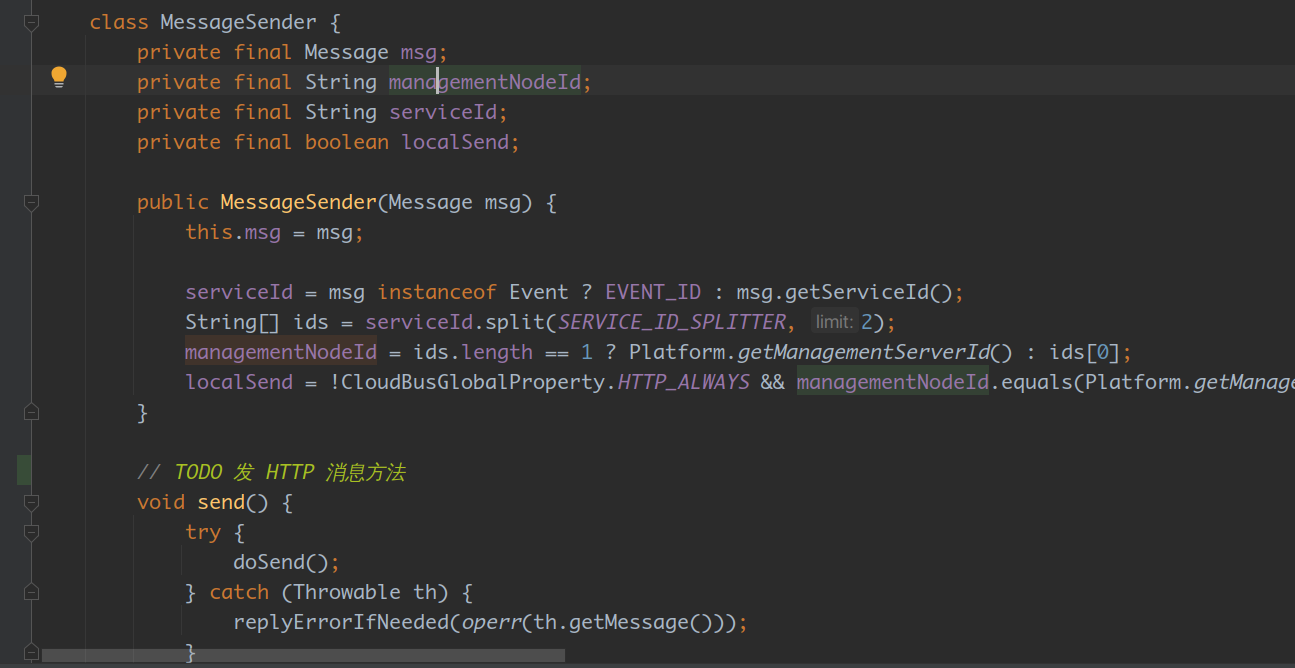 class MessageSender {
private final Message msg;
private final String managementNodeId;
private final String serviceId;
private final boolean localSend;
public MessageSender(Message msg) {
this.msg = msg;
serviceId = msg instanceof Event ? EVENT_ID : msg.getServiceId();
String[] ids = serviceId.split(SERVICE_ID_SPLITTER, limit: 2);
managementNodeId = ids.length == 1 ? Platform.getManagementServerId() : ids[0];
localSend = !CloudBusGlobalProperty.HTTP_ALWAYS && managementNodeId.equals(Platform.getManage
}
// TODO 发 HTTP 消息方法
void send() {
try {
doSend();
} catch (Throwable th) {
replyErrorIfNeeded(operr(th.getMessage()));
}